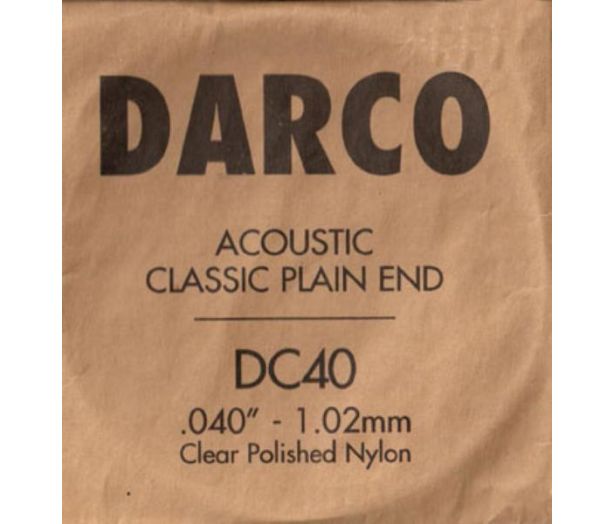 DARCO
ACOUSTIC
CLASSIC PLAIN END
DC40
.040" - 1.02mm
Clear Polished Nylon